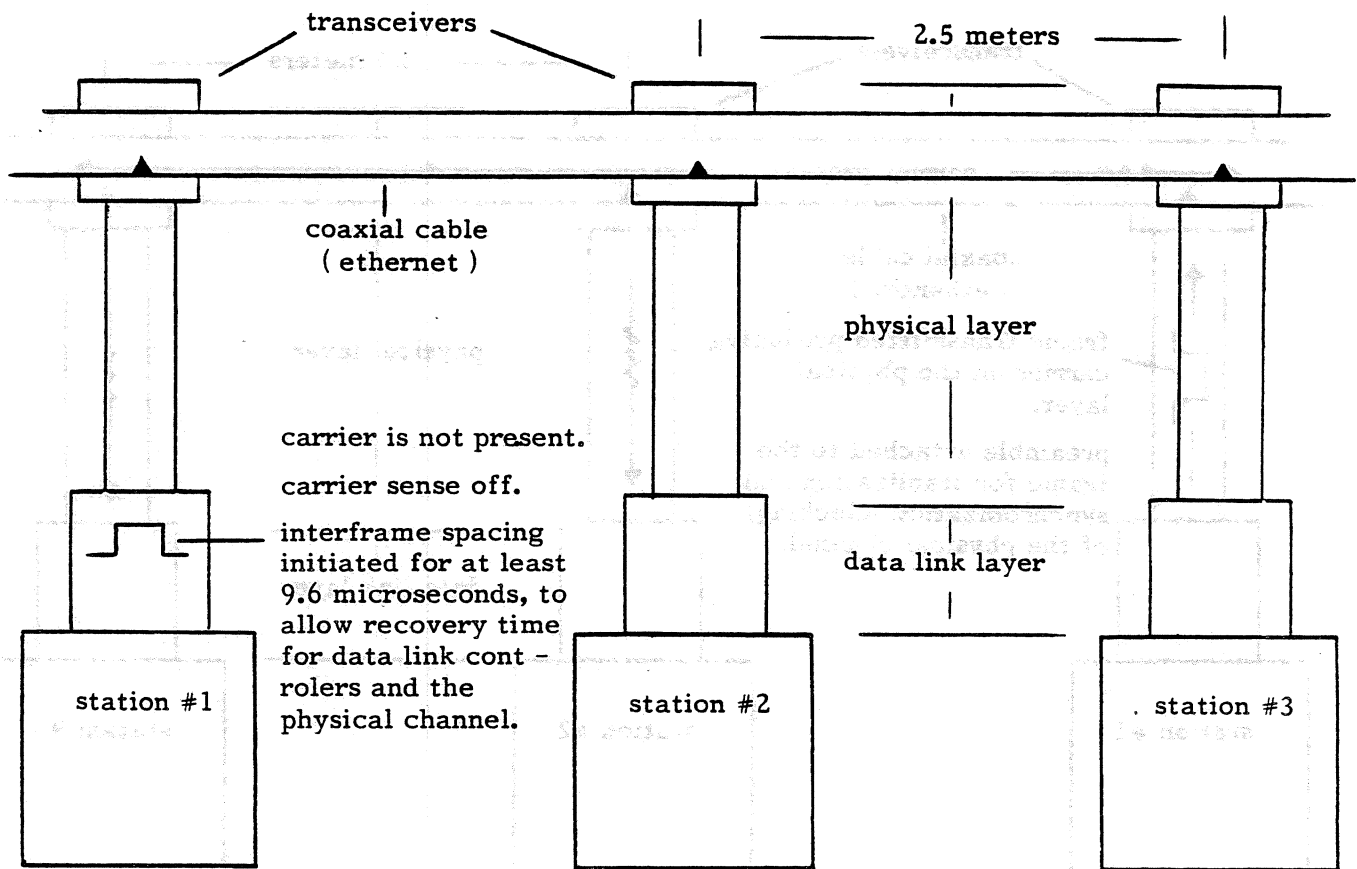 transceivers
2.5 meters
coaxial cable
( ethernet )
physical layer
carrier is not present.
carrier sense off.
interframe spacing
initiated for at least
9.6 microseconds, to
allow recovery time
for data link cont -
rolers and the
physical channel.
data link layer
station #1
station #2
. station #3